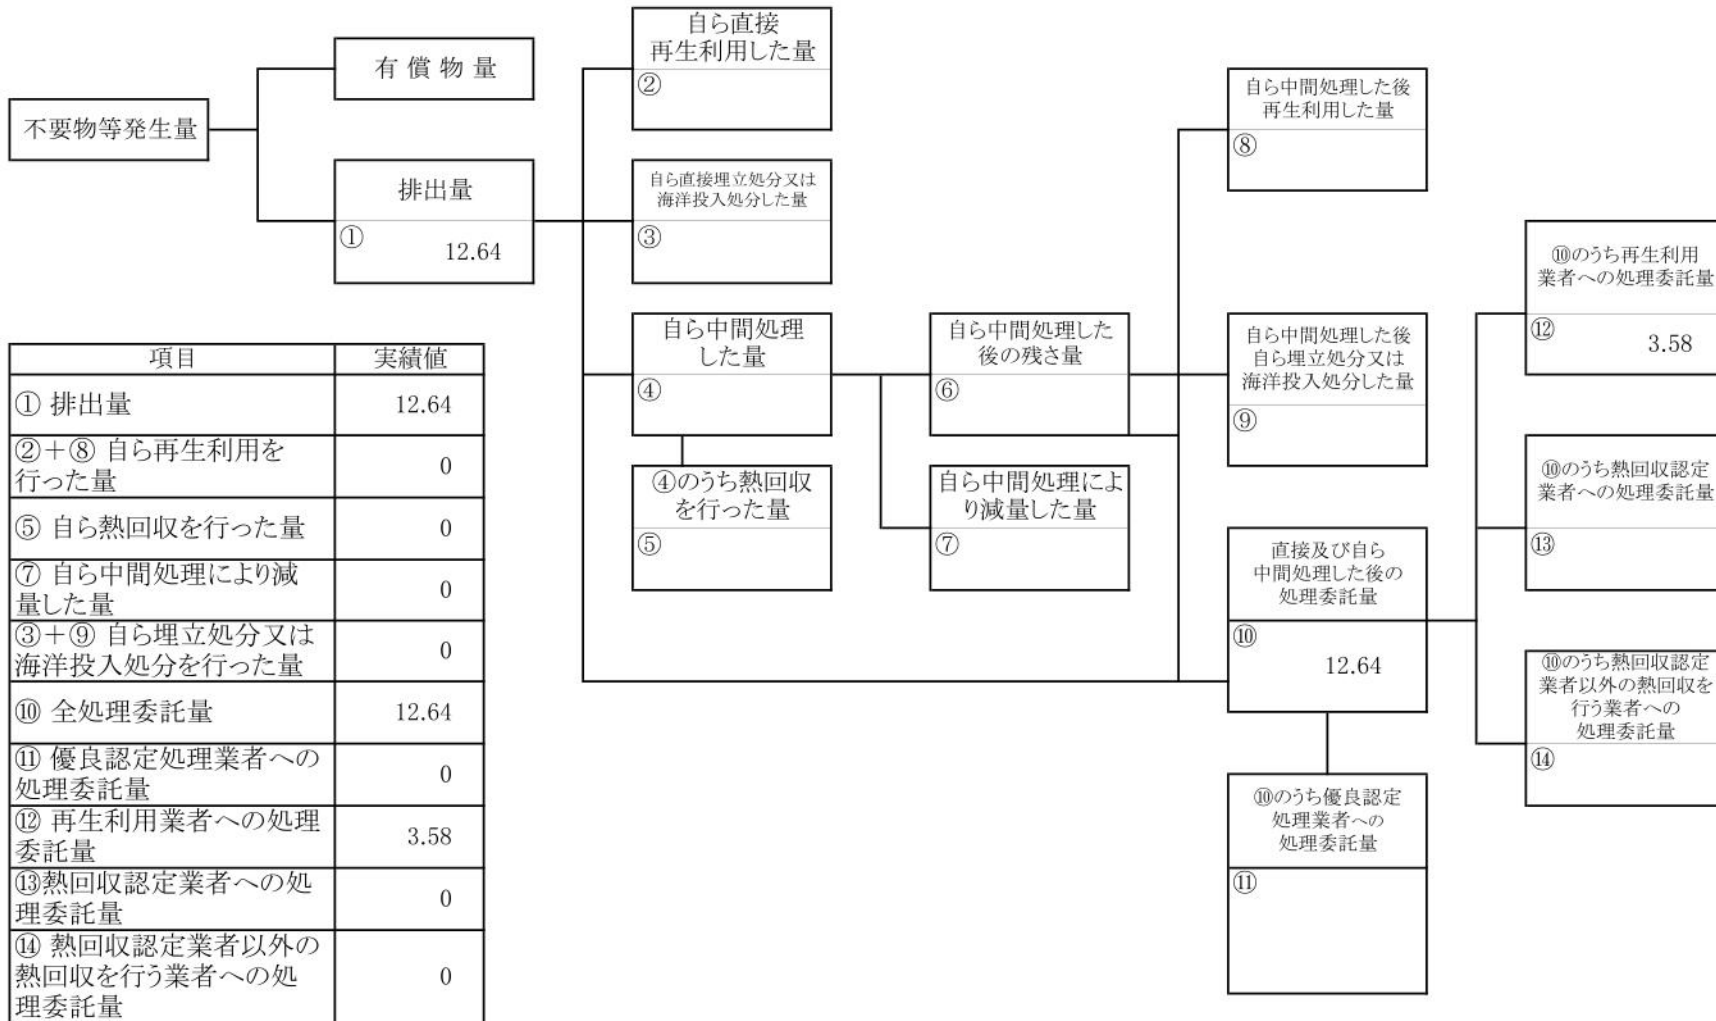 不要物等発生量
有償物量
排出量
①
12.64
自ら直接
再生利用した量
②
自ら直接埋立処分又は
海洋投入処分した量
③
自ら中間処理
した量
④
④のうち熱回収
を行った量
⑤
自ら中間処理した
後の残さ量
⑥
自ら中間処理によ
り減量した量
⑦
自ら中間処理した後
再生利用した量
⑧
自ら中間処理した後
自ら埋立処分又は
海洋投入処分した量
⑨
直接及び自ら
中間処理した後の
処理委託量
⑩
12.64
⑩のうち優良認定
処理業者への
処理委託量
⑪
⑩のうち再生利用
業者への処理委託量
⑫
3.58
⑩のうち熱回収認定
業者への処理委託量
⑬
⑩のうち熱回収認定
業者以外の熱回収を
行う業者への
処理委託量
⑭
項目 実績値
① 排出量 12.64
②+⑧ 自ら再生利用を
行った量 0
⑤ 自ら熱回収を行った量 0
⑦ 自ら中間処理により減
量した量 0
③+⑨ 自ら埋立処分又は
海洋投入処分を行った量 0
⑩ 全処理委託量 12.64
⑪ 優良認定処理業者への
処理委託量 0
⑫ 再生利用業者への処理
委託量 3.58
⑬熱回収認定業者への処
理委託量 0
⑭ 熱回収認定業者以外の
熱回収を行う業者への処
理委託量 0